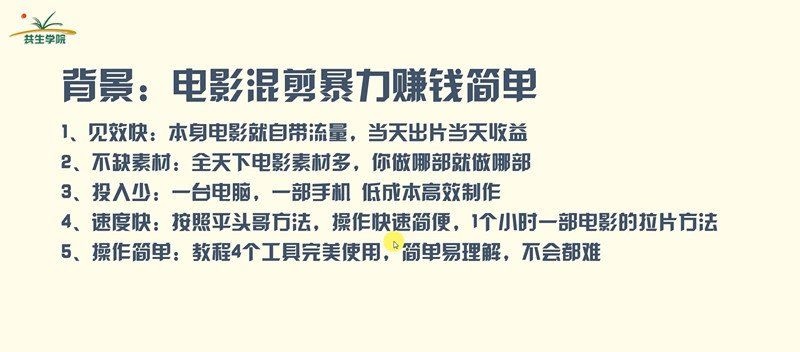 共生学院
背景：电影混剪暴力赚钱简单
1、见效快：本身电影就自带流量，当天出片当天收益
2、不缺素材：全天下电影素材多，你做哪部就做哪部
3、投入少：一台电脑，一部手机 低成本高效制作
4、速度快：按照平头哥方法，操作快速简便，1个小时一部电影的拉片方法
5、操作简单：教程4个工具完美使用，简单易理解，不会都难